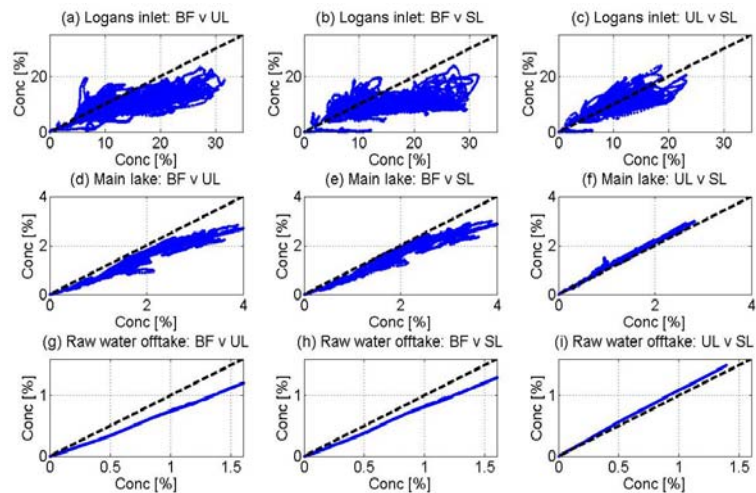 (a) Logans inlet: BF v UL
(b) Logans inlet: BF v SL
(c) Logans inlet: UL v SL
Conc [%]
20
0
0 10 20 30
Conc [%]
Conc [%]
20
0
0 10 20 30
Conc [%]
Conc [%]
20
0
0 10 20 30
Conc [%]
(d) Main lake: BF v UL
(e) Main lake: BF v SL
(f) Main lake: UL v SL
Conc [%]
4
2
0
0 2 4
Conc [%]
Conc [%]
4
2
0
0 2 4
Conc [%]
Conc [%]
4
2
0
0 2 4
Conc [%]
(g) Raw water offtake: BF v UL
(h) Raw water offtake: BF v SL
(i) Raw water offtake: UL v SL
Conc [%]
1
0
0 0.5 1 1.5
Conc [%]
Conc [%]
1
0
0 0.5 1 1.5
Conc [%]
Conc [%]
1
0
0 0.5 1 1.5
Conc [%]